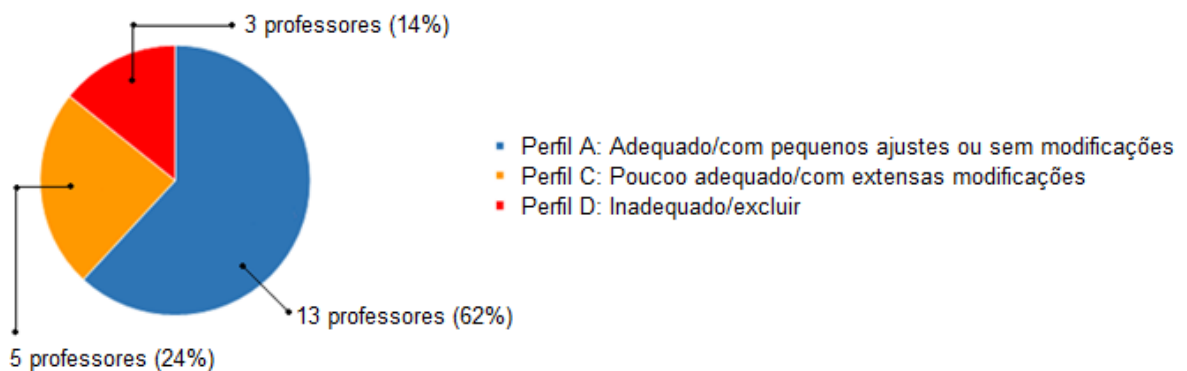 3 professores (14%)
Perfil A: Adequado/com pequenos ajustes ou sem modificações
Perfil C: Poucoo adequado/com extensas modificações
Perfil D: Inadequado/excluir
13 professores (62%)
5 professores (24%)